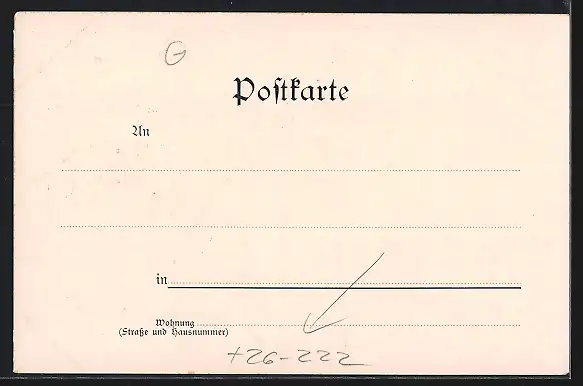 G
Postkarte
An
in
Wohnung
(Straße und Hausnummer)
+26-222